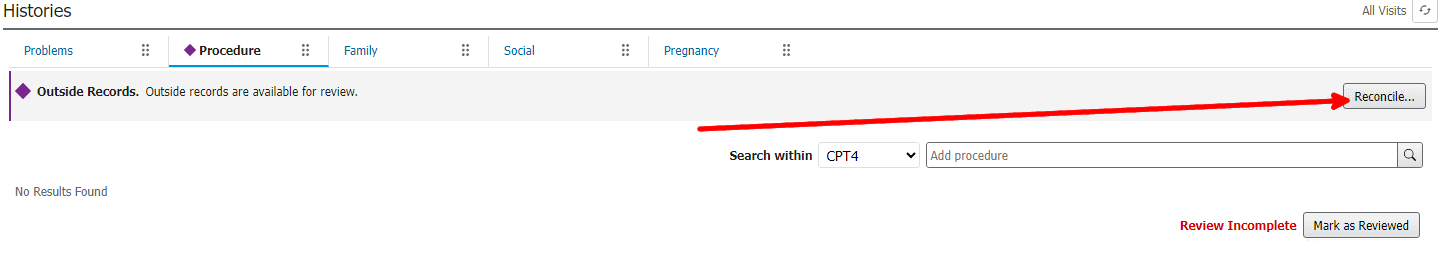 Histories
All Visits
Problems
Procedure
Family
Social
Pregnancy
Outside Records. Outside records are available for review.
Reconcile...
Search within CPT4 Add procedure
No Results Found
Review Incomplete Mark as Reviewed